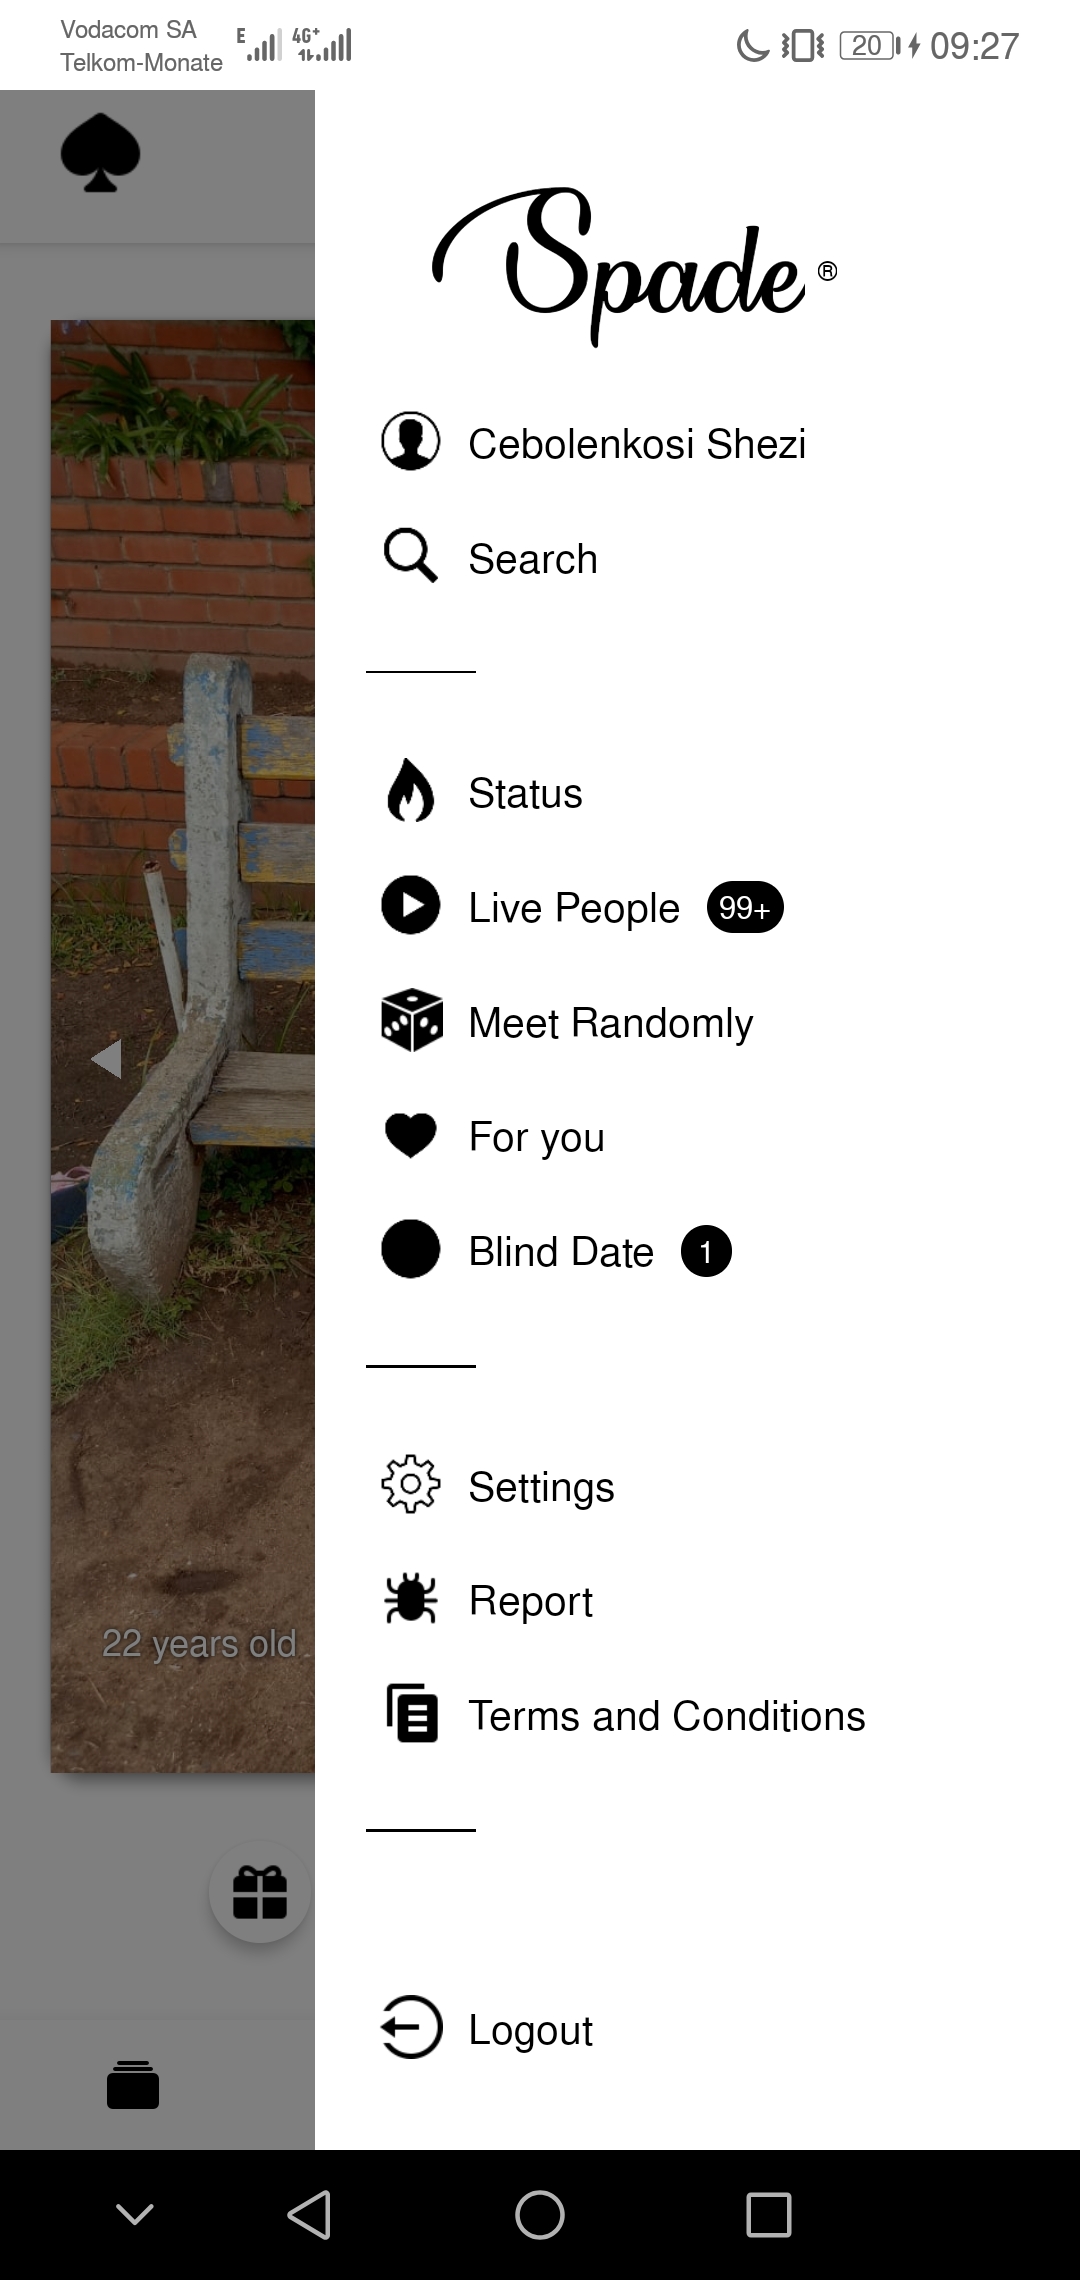 Vodacom SA
Telkom-Monate
E
4G+
20
09:27
Spade ®
Cebolenkosi Shezi
Search
Status
Live People 99+
Meet Randomly
For you
Blind Date 1
Settings
Report
22 years old
Terms and Conditions
Logout